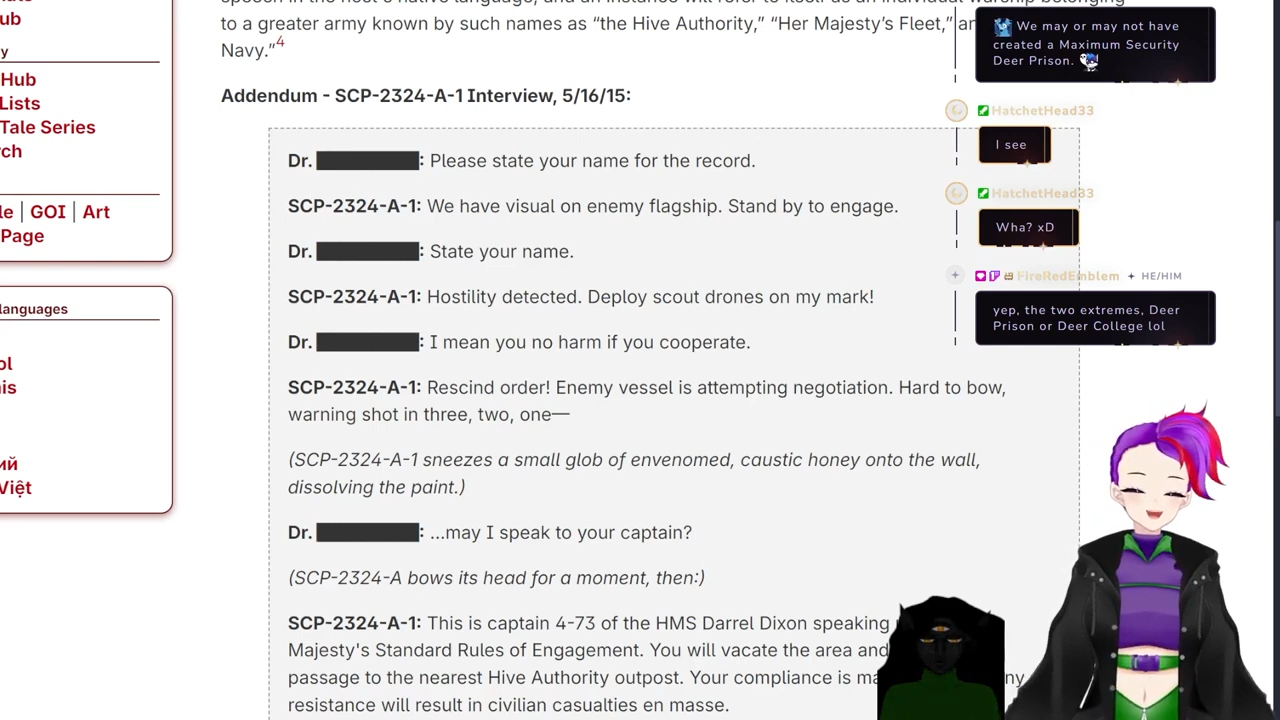 to a greater army known by such names as “the Hive Authority,” “Her Majesty’s Fleet,”
Navy.”4
Addendum - SCP-2324-A-1 Interview, 5/16/15:
Dr. : Please state your name for the record.
SCP-2324-A-1: We have visual on enemy flagship. Stand by to engage.
Dr. : State your name.
SCP-2324-A-1: Hostility detected. Deploy scout drones on my mark!
Dr. : I mean you no harm if you cooperate.
SCP-2324-A-1: Rescind order! Enemy vessel is attempting negotiation. Hard to bow,
warning shot in three, two, one—
(SCP-2324-A-1 sneezes a small glob of envenomed, caustic honey onto the wall,
dissolving the paint.)
Dr. : …may I speak to your captain?
(SCP-2324-A bows its head for a moment, then:)
SCP-2324-A-1: This is captain 4-73 of the HMS Darrel Dixon speaking
Majesty's Standard Rules of Engagement. You will vacate the area and
passage to the nearest Hive Authority outpost. Your compliance is
resistance will result in civilian casualties en masse.
Hub
Lists
Tale Series
| GOI | Art
Page
languages
Việt
We may or may not have
created a Maximum Security
Deer Prison.
HatchetHead33
I see
HatchetHead33
Wha? xD
FireRedEmblem HE/HIM
yep, the two extremes, Deer
Prison or Deer College lol